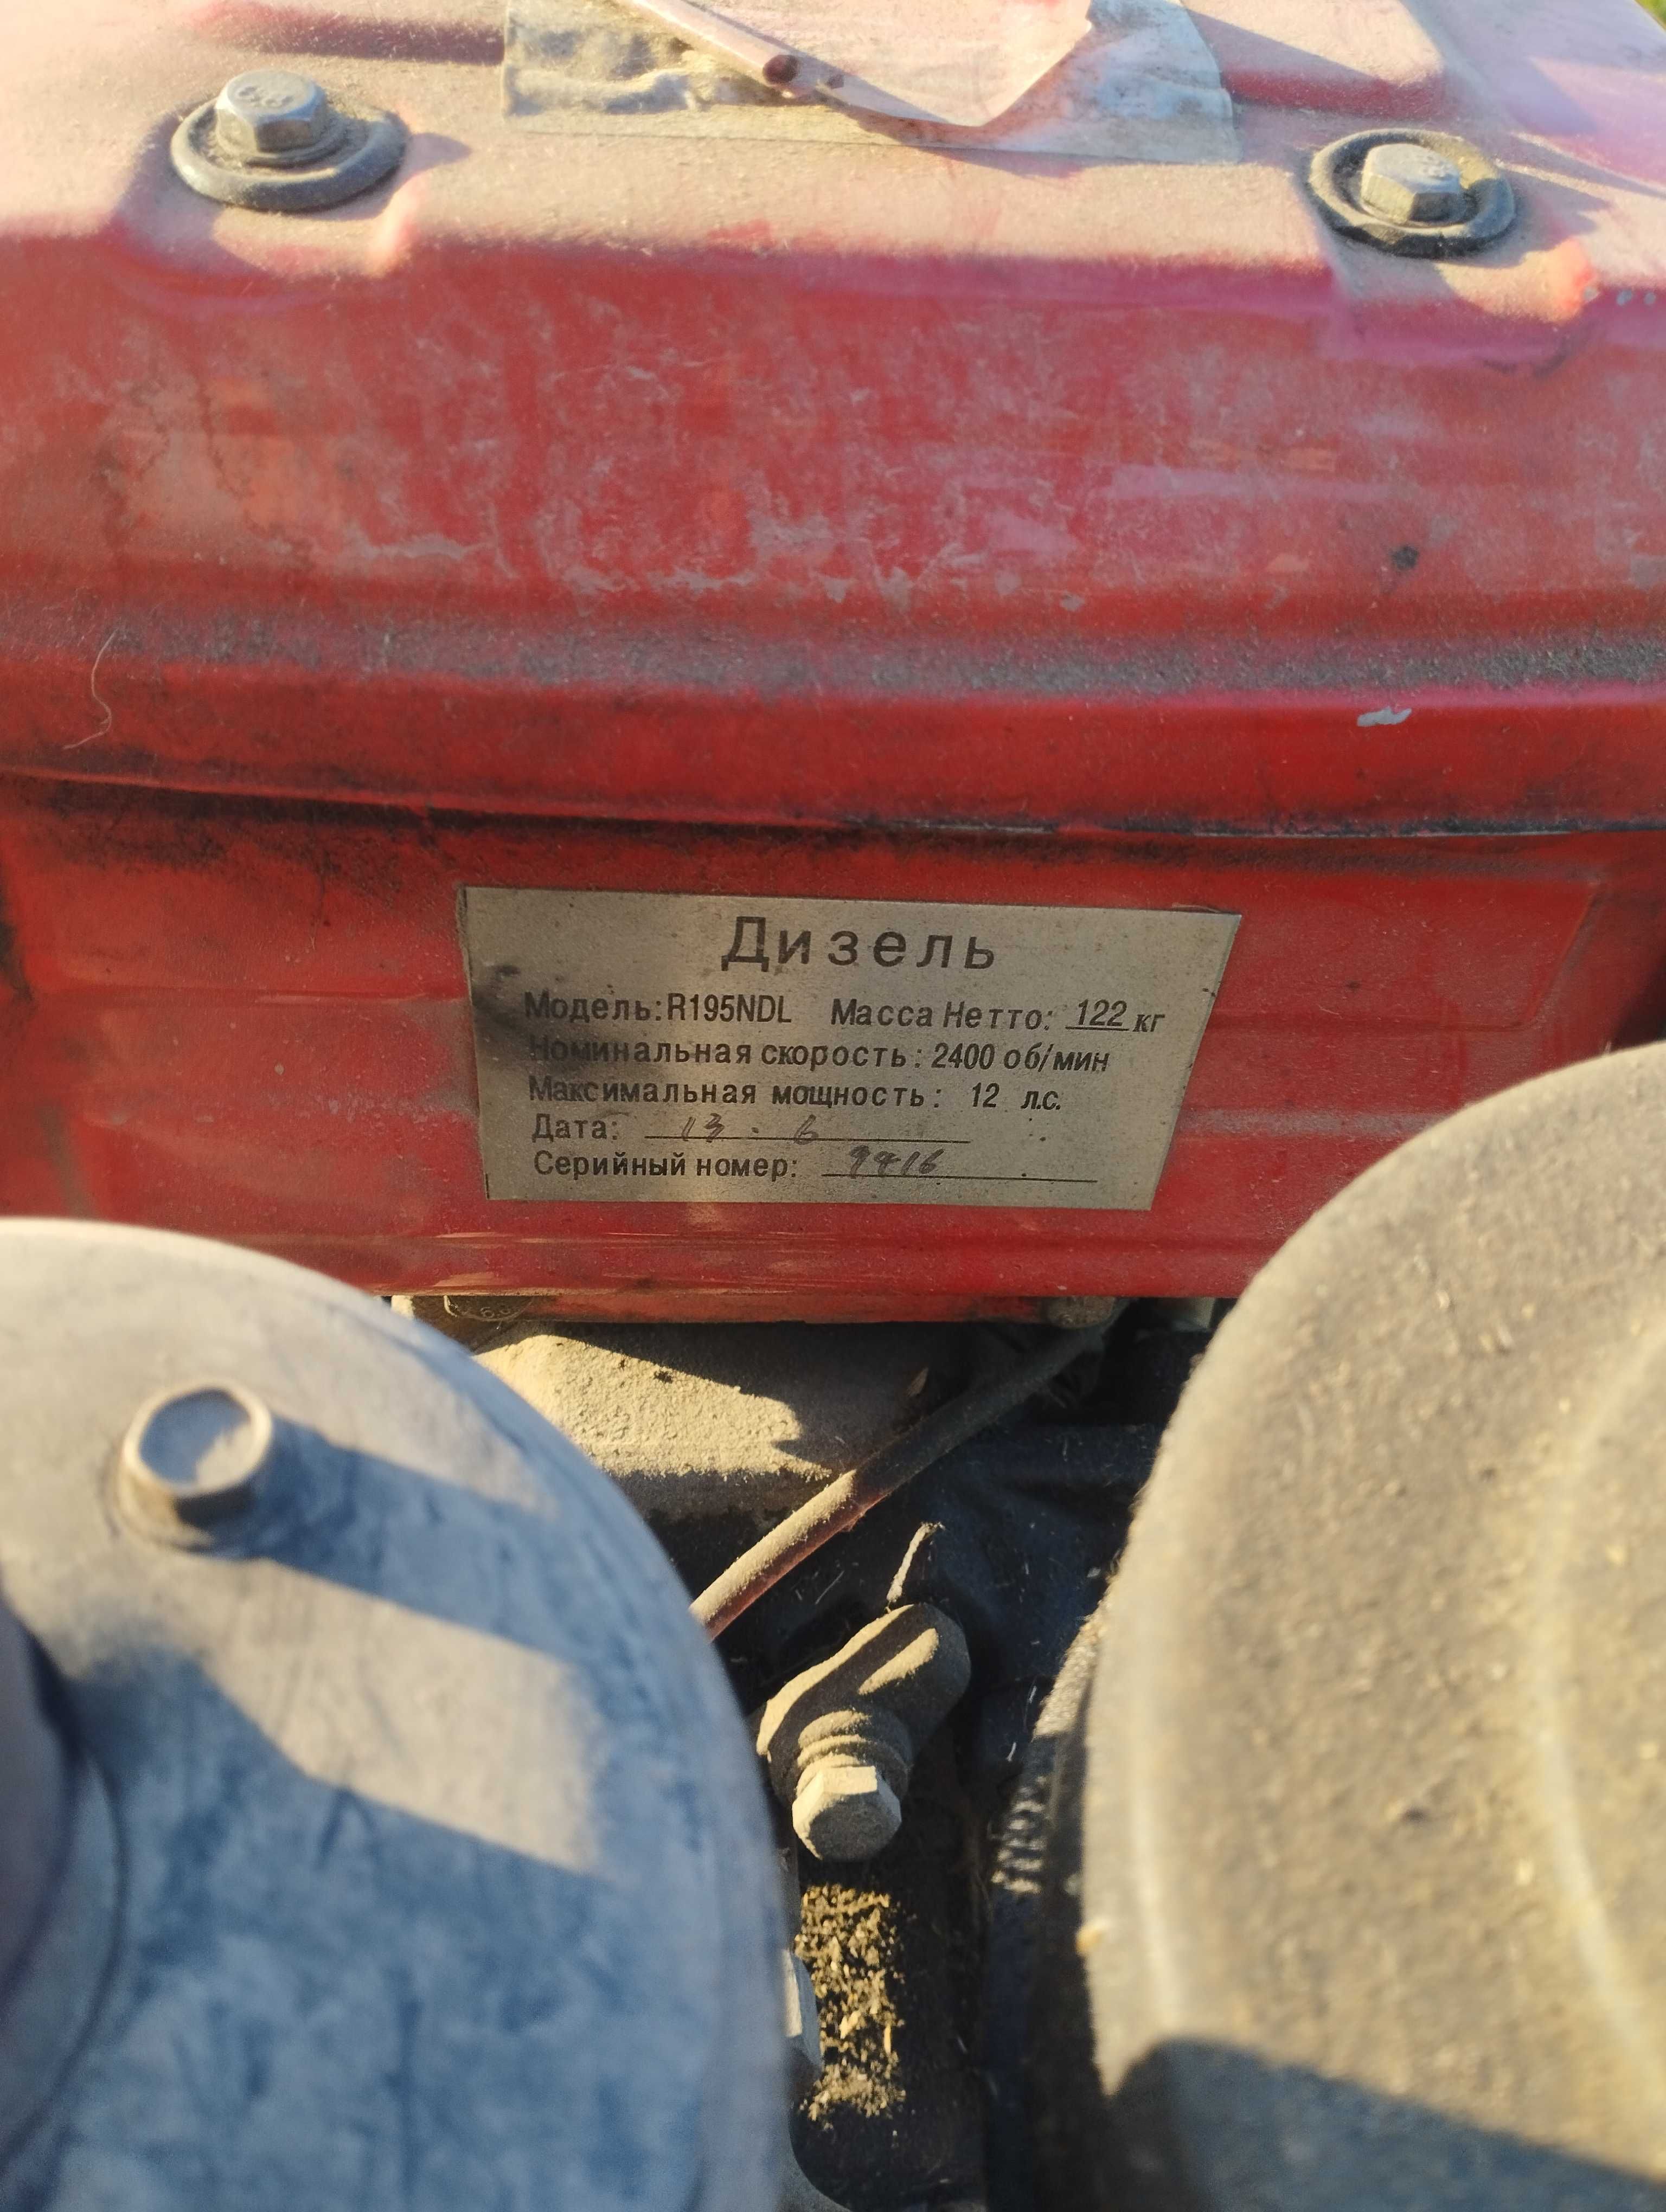 Дизель
Модель: R195NDL Масса Нетто: 122 кг
Номинальная скорость: 2400 об/мин
Максимальная мощность: 12 л.с.
Дата: 13 . 6
Серийный номер: 9416